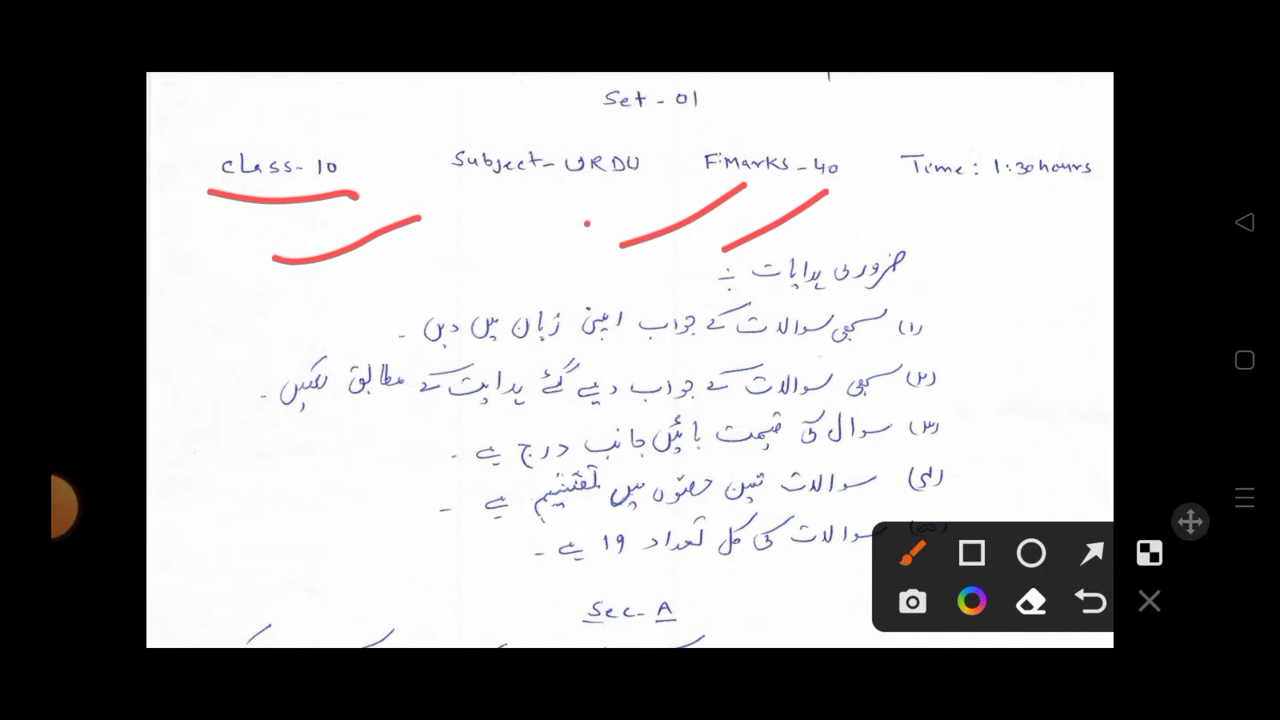 Set - 01
Class - 10 Subject - URDU F.Marks - 40 Time : 1:30 hours
ضروری ہدایات :
(۱) سبھی سوالات کے جواب اپنی زبان میں دیں ۔
(۲) سبھی سوالات کے جواب دیے گئے ہدایت کے مطابق لکھیں ۔
(۳) سوال کی قیمت بائیں جانب درج ہے ۔
(۴) سوالات تین حصوں میں تقسیم ہے ۔
سوالات کی کل تعداد ۱۹ ہے ۔
Sec - A